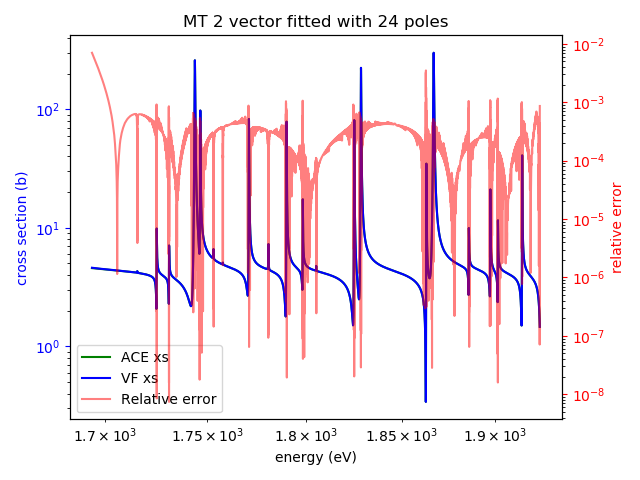 MT 2 vector fitted with 24 poles
cross section (b)
10²
10¹
10⁰
10⁻²
10⁻³
10⁻⁴
10⁻⁵
10⁻⁶
10⁻⁷
10⁻⁸
relative error
ACE xs
VF xs
Relative error
1.7 × 10³ 1.75 × 10³ 1.8 × 10³ 1.85 × 10³ 1.9 × 10³
energy (eV)